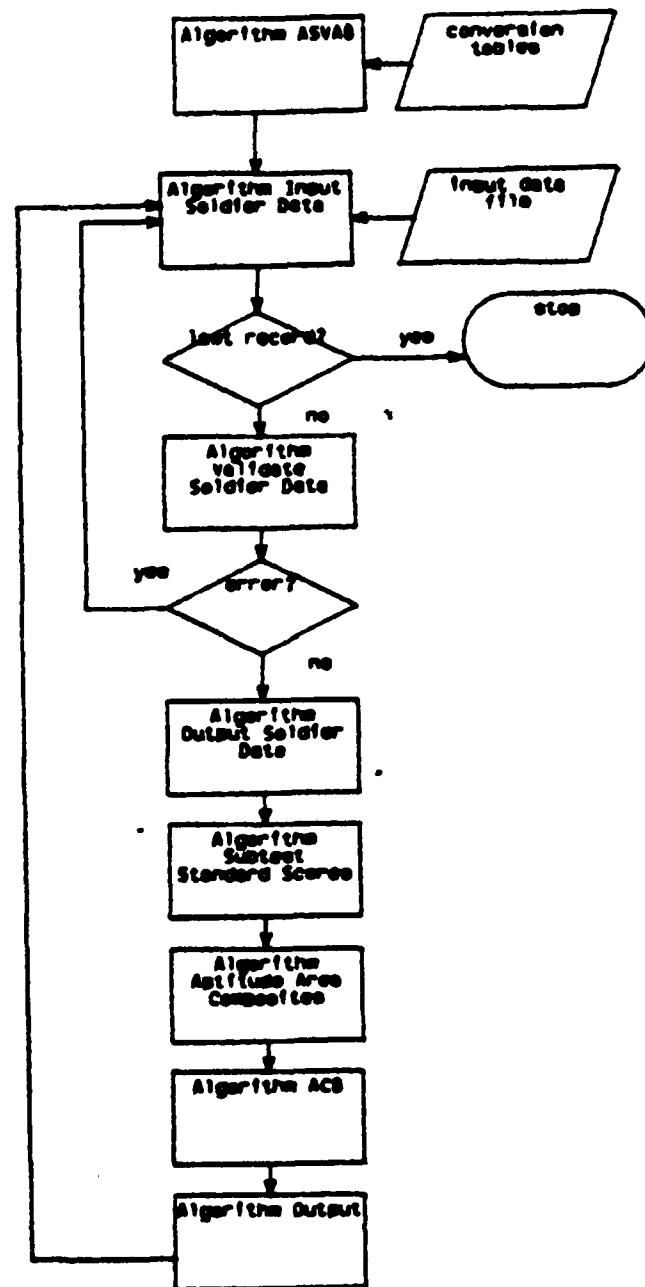 Algorithm ASVAB
conversion
tables
Algorithm Input
Soldier Data
input data
file
last record?
yes
stop
no
Algorithm
Validate
Soldier Data
yes
error?
no
Algorithm
Output Soldier
Data
Algorithm
Subtest
Standard Scores
Algorithm
Aptitude Area
Composites
Algorithm ACB
Algorithm Output